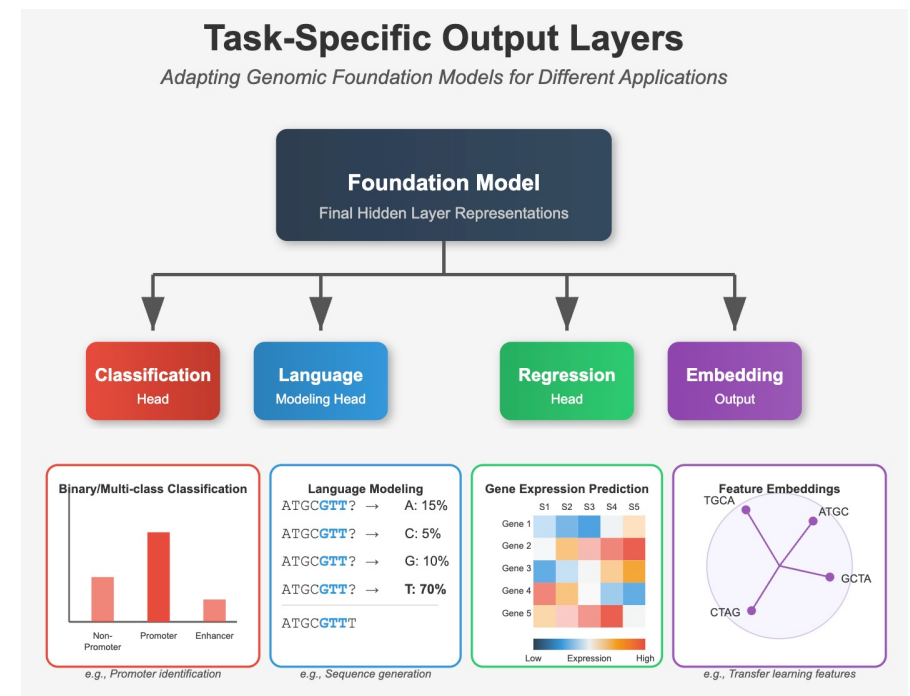 Task-Specific Output Layers
Adapting Genomic Foundation Models for Different Applications
Foundation Model
Final Hidden Layer Representations
Classification
Head
Language
Modeling Head
Regression
Head
Embedding
Output
Binary/Multi-class Classification
Non-
Promoter
Promoter
Enhancer
e.g., Promoter identification
Language Modeling
ATGCGTT? → A: 15%
ATGCGTT? → C: 5%
ATGCGTT? → G: 10%
ATGCGTT? → T: 70%
ATGCGTTT
e.g., Sequence generation
Gene Expression Prediction
S1 S2 S3 S4 S5
Gene 1
Gene 2
Gene 3
Gene 4
Gene 5
Low Expression High
Feature Embeddings
TGCA
ATGC
GCTA
CTAG
e.g., Transfer learning features